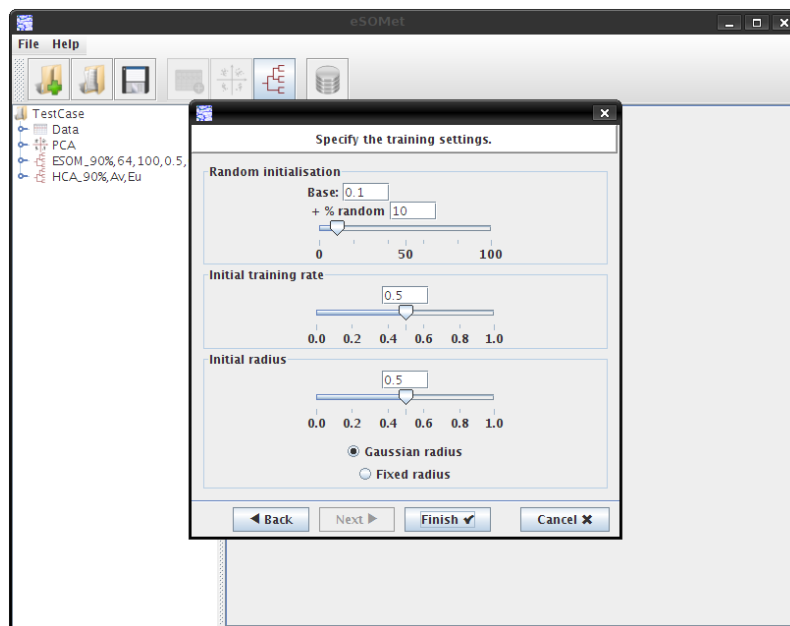 eSOMet
File Help
TestCase
Data
PCA
ESOM_90%,64,100,0.5,
HCA_90%,Av,Eu
Specify the training settings.
Random initialisation
Base: 0.1
+ % random 10
0 50 100
Initial training rate
0.5
0.0 0.2 0.4 0.6 0.8 1.0
Initial radius
0.5
0.0 0.2 0.4 0.6 0.8 1.0
Gaussian radius
Fixed radius
Back Next Finish Cancel